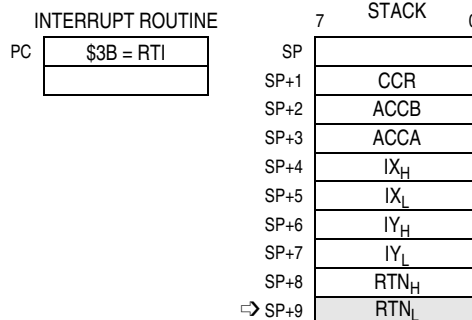 INTERRUPT ROUTINE
PC $3B = RTI
7 STACK 0
SP
SP+1 CCR
SP+2 ACCB
SP+3 ACCA
SP+4 IXH
SP+5 IXL
SP+6 IYH
SP+7 IYL
SP+8 RTNH
⇨ SP+9 RTNL